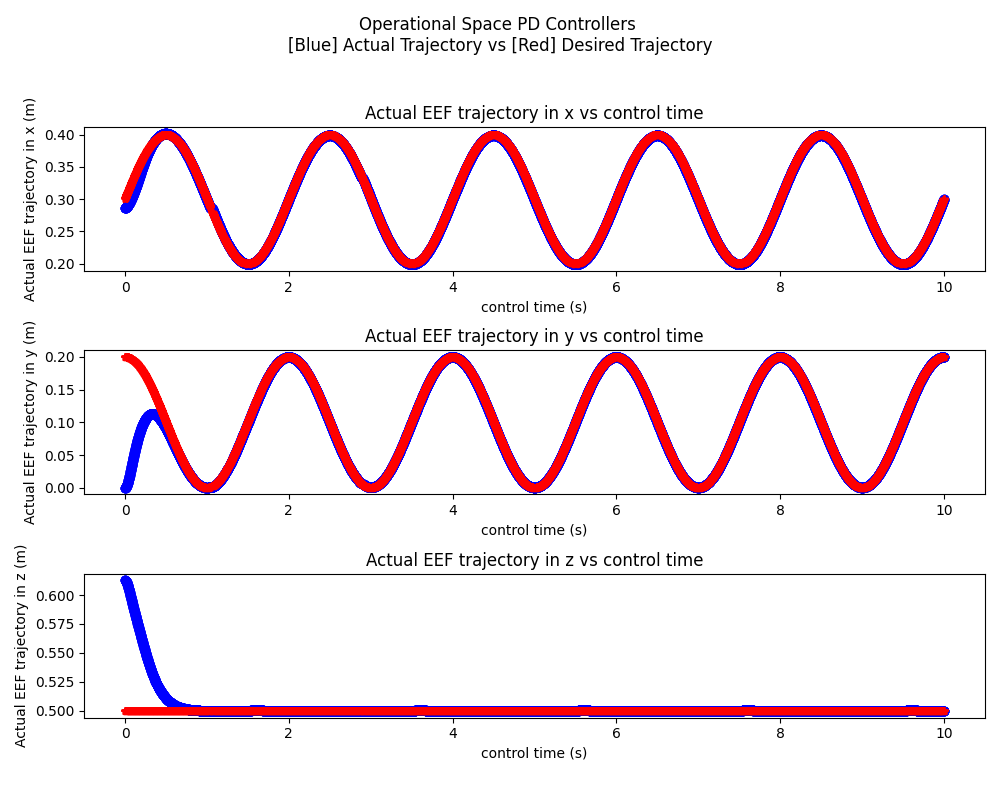 Operational Space PD Controllers
[Blue] Actual Trajectory vs [Red] Desired Trajectory
Actual EEF trajectory in x vs control time
Actual EEF trajectory in x (m)
0.40
0.35
0.30
0.25
0.20
0 2 4 6 8 10
control time (s)
Actual EEF trajectory in y vs control time
Actual EEF trajectory in y (m)
0.20
0.15
0.10
0.05
0.00
0 2 4 6 8 10
control time (s)
Actual EEF trajectory in z vs control time
Actual EEF trajectory in z (m)
0.600
0.575
0.550
0.525
0.500
0 2 4 6 8 10
control time (s)